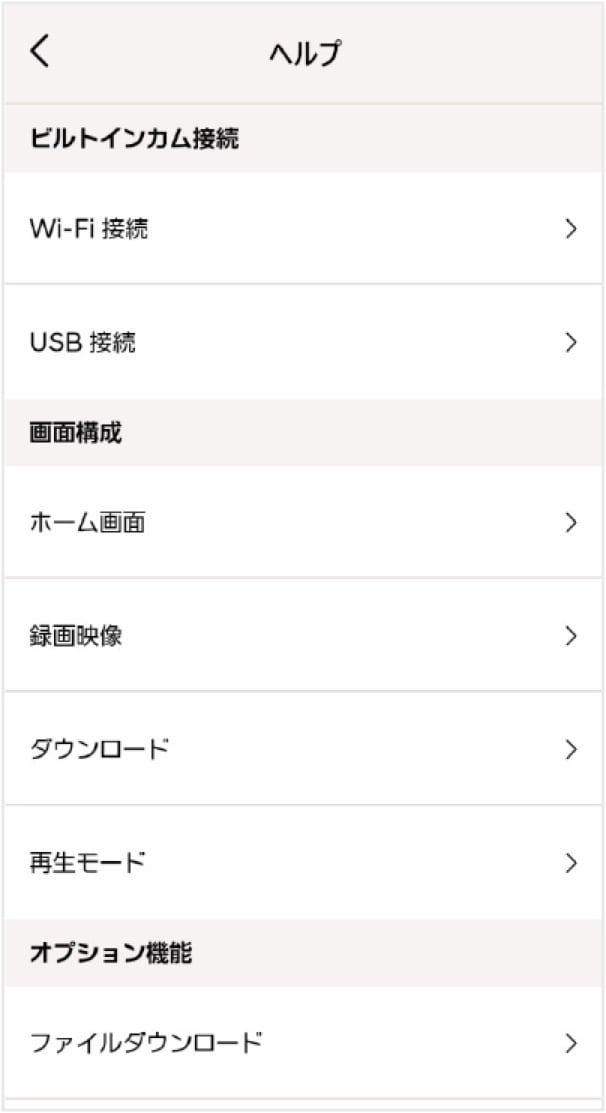 ヘルプ
ビルトインカム接続
Wi-Fi 接続
USB 接続
画面構成
ホーム画面
録画映像
ダウンロード
再生モード
オプション機能
ファイルダウンロード